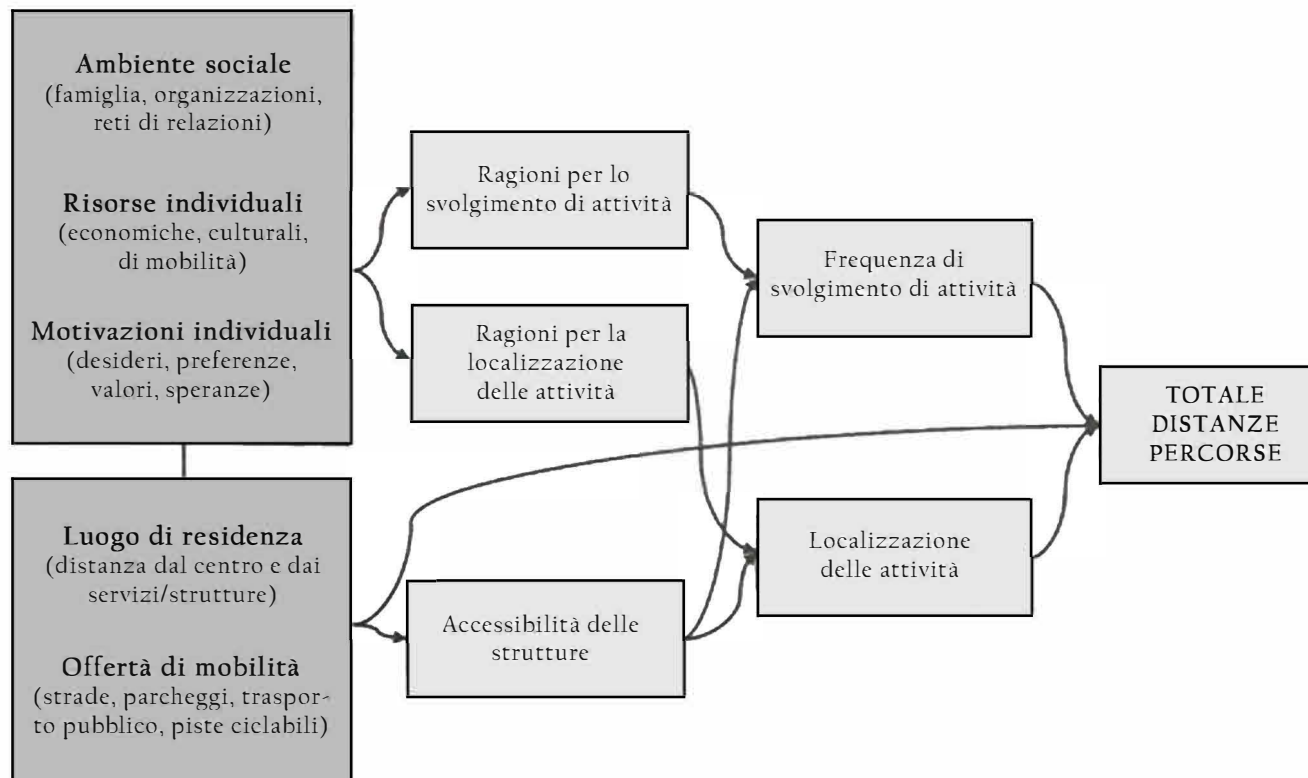 Ambiente sociale
(famiglia, organizzazioni,
reti di relazioni)
Risorse individuali
(economiche, culturali,
di mobilità)
Motivazioni individuali
(desideri, preferenze,
valori, speranze)
Luogo di residenza
(distanza dal centro e dai
servizi/strutture)
Offertà di mobilità
(strade, parcheggi, traspor-
to pubblico, piste ciclabili)
Ragioni per lo
svolgimento di attività
Ragioni per la
localizzazione
delle attività
Accessibilità delle
strutture
Frequenza di
svolgimento di attività
Localizzazione
delle attività
TOTALE
DISTANZE
PERCORSE